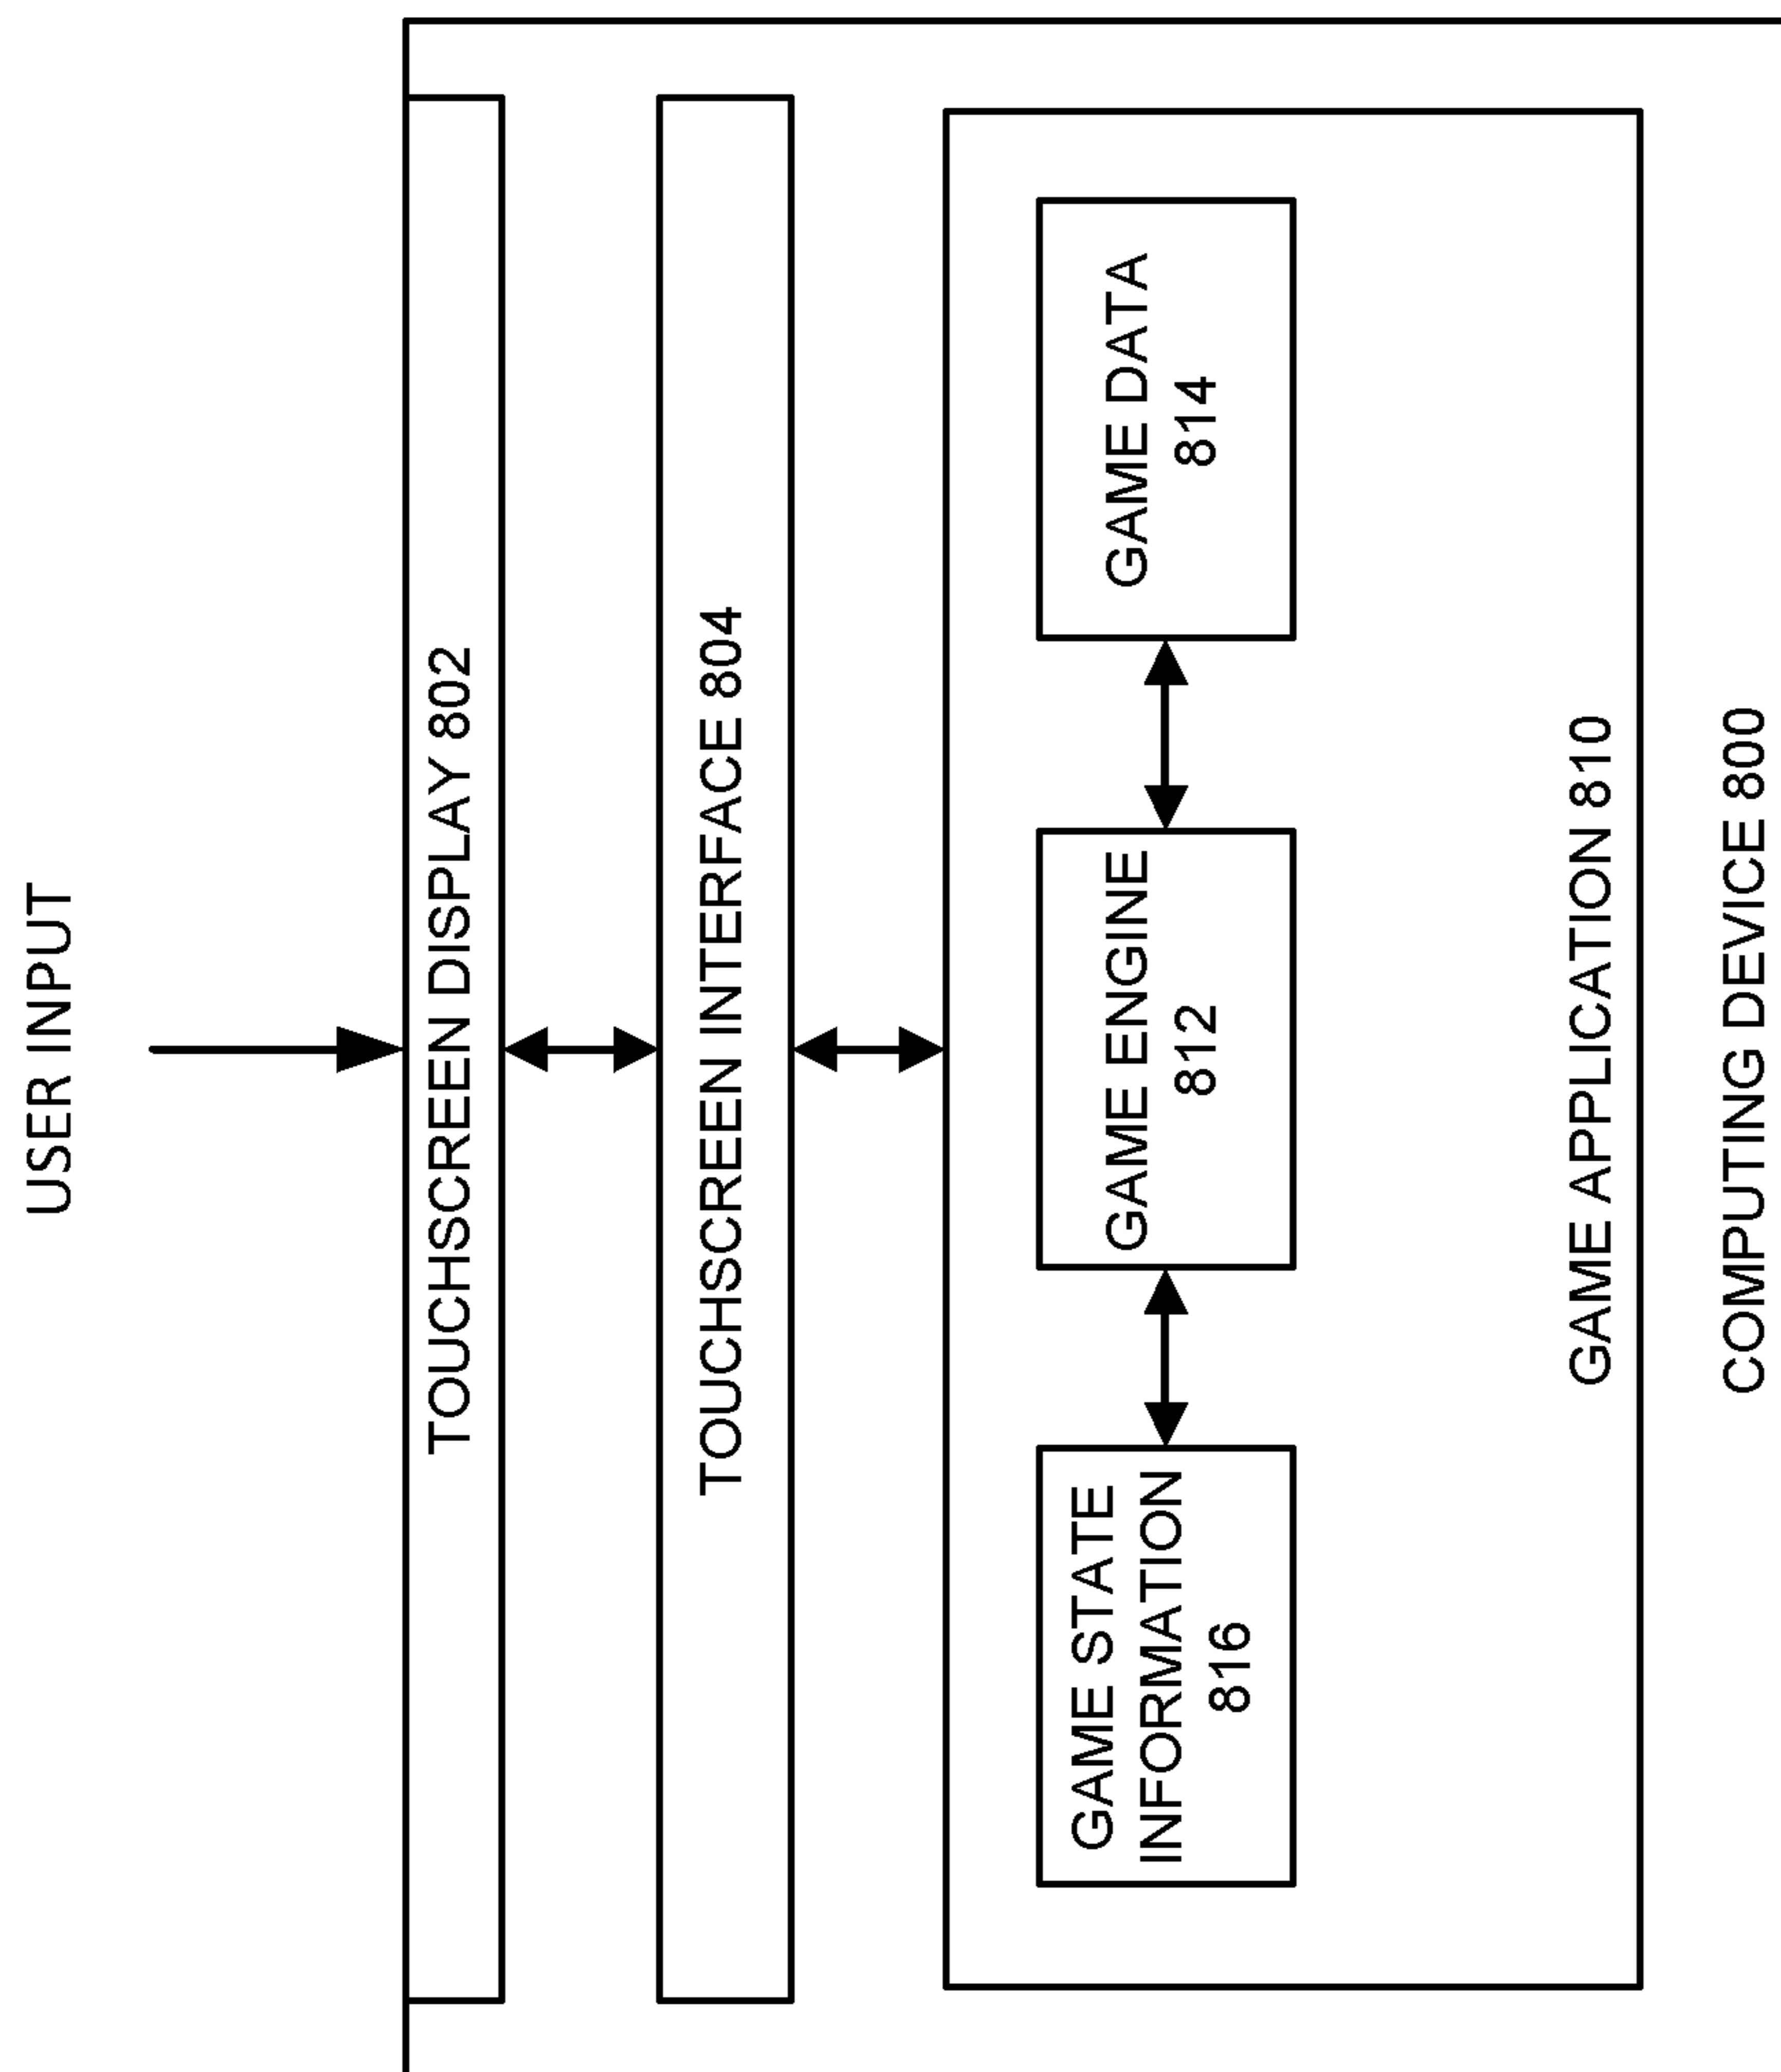 USER INPUT
TOUCHSCREEN DISPLAY 802
TOUCHSCREEN INTERFACE 804
GAME STATE
INFORMATION
816
GAME ENGINE
812
GAME DATA
814
GAME APPLICATION 810
COMPUTING DEVICE 800